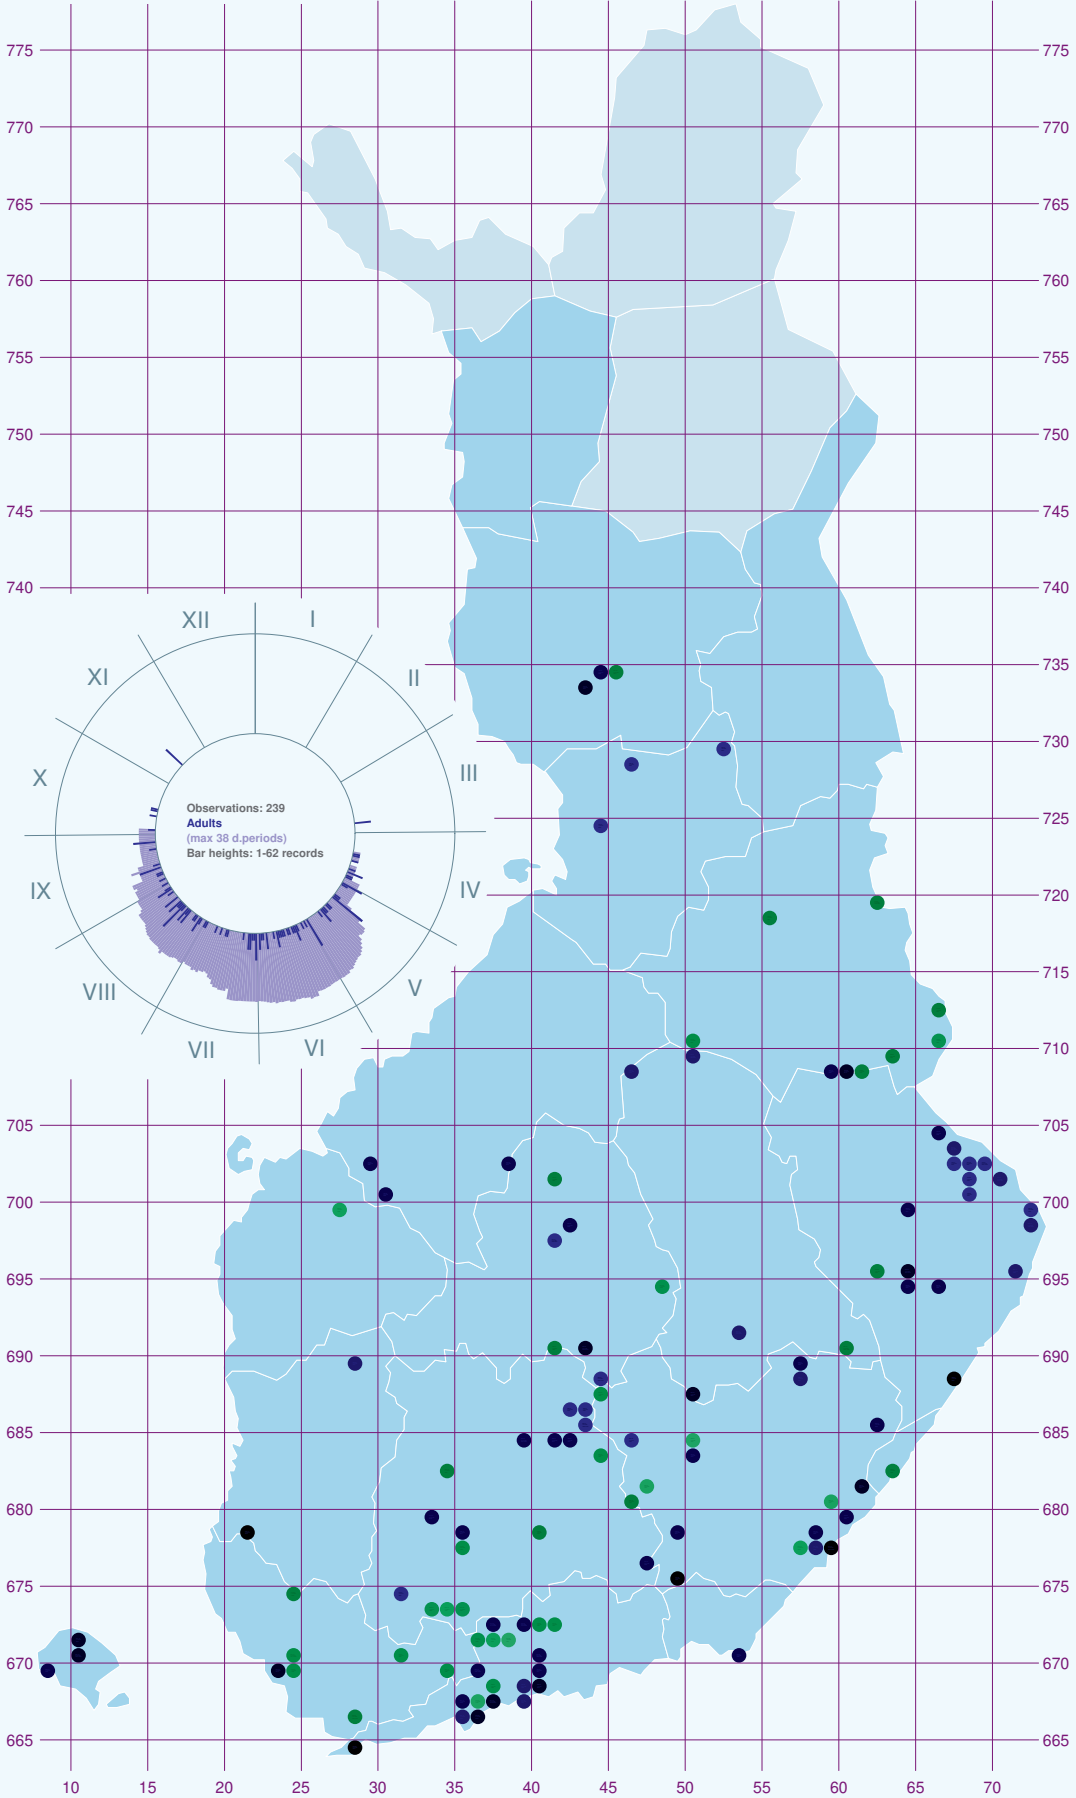 775 775
770 770
765 765
760 760
755 755
750 750
745 745
740 740
XII I
XI II
735 735
730 730
X III
Observations: 239
Adults
(max 38 d.periods)
Bar heights: 1-62 records
725 725
IX IV
720 720
VIII V
715 715
VII VI
710 710
705 705
700 700
695 695
690 690
685 685
680 680
675 675
670 670
665 665
10 15 20 25 30 35 40 45 50 55 60 65 70